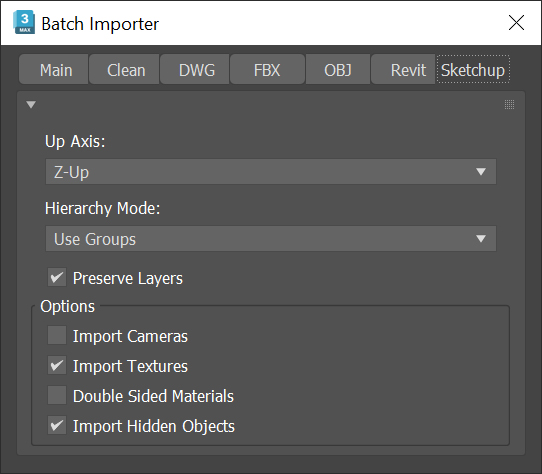 3
MAX
Batch Importer
Main Clean DWG FBX OBJ Revit Sketchup
Up Axis:
Z-Up
Hierarchy Mode:
Use Groups
Preserve Layers
Options
Import Cameras
Import Textures
Double Sided Materials
Import Hidden Objects